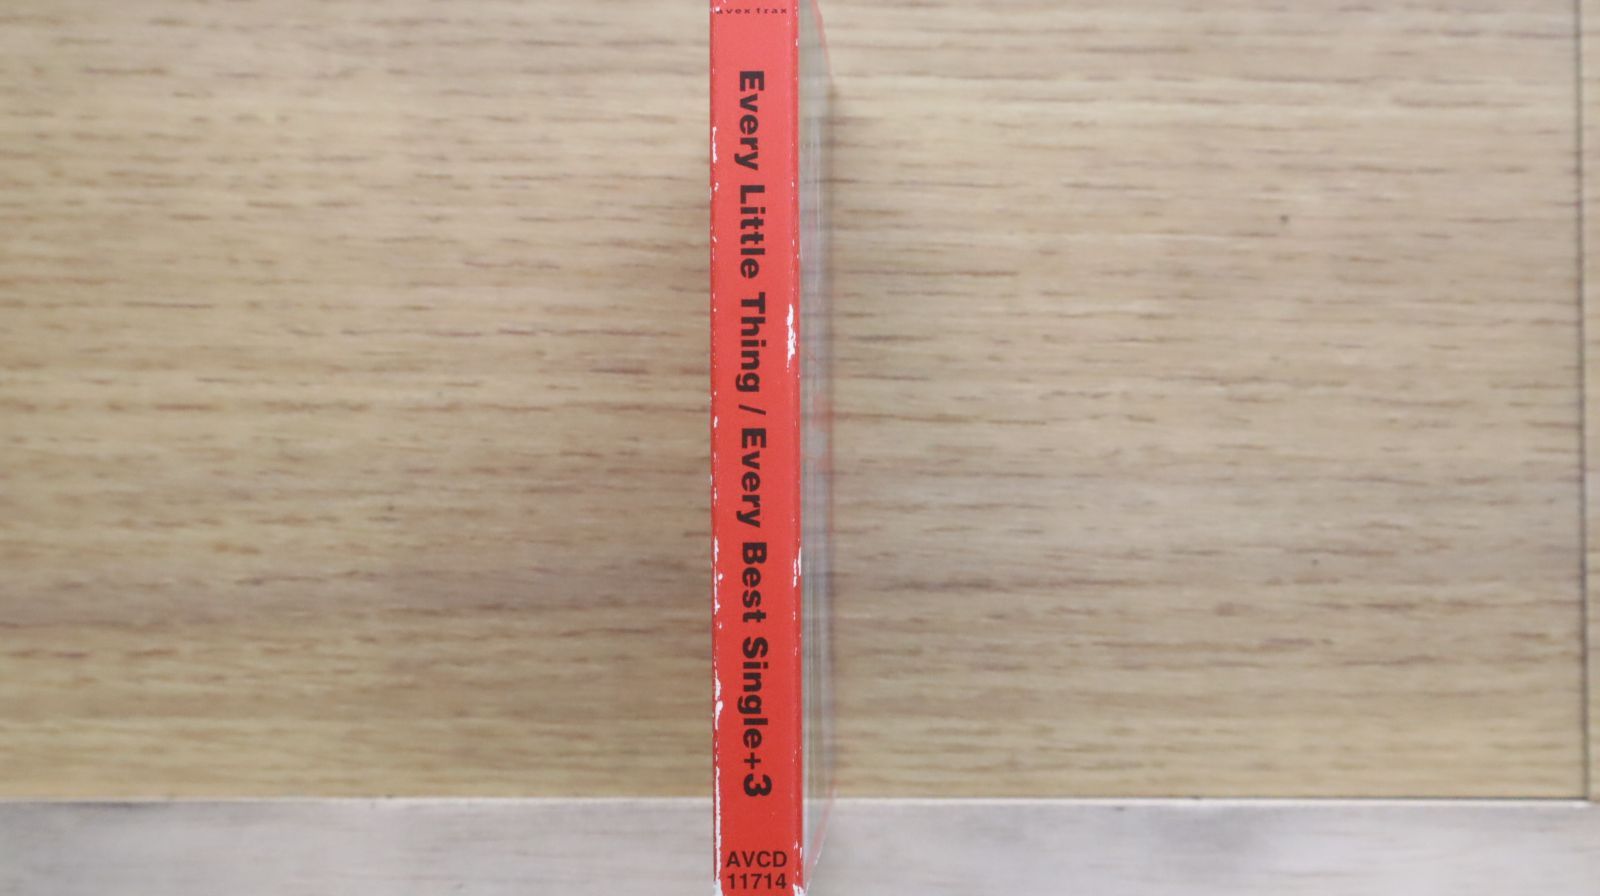 avex trax
Every Little Thing / Every Best Single+3
AVCD
11714